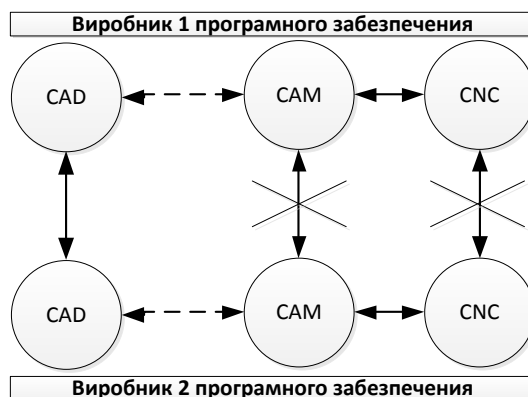 Виробник 1 програмного забезпечення
CAD
CAM
CNC
CAD
CAM
CNC
Виробник 2 програмного забезпечення